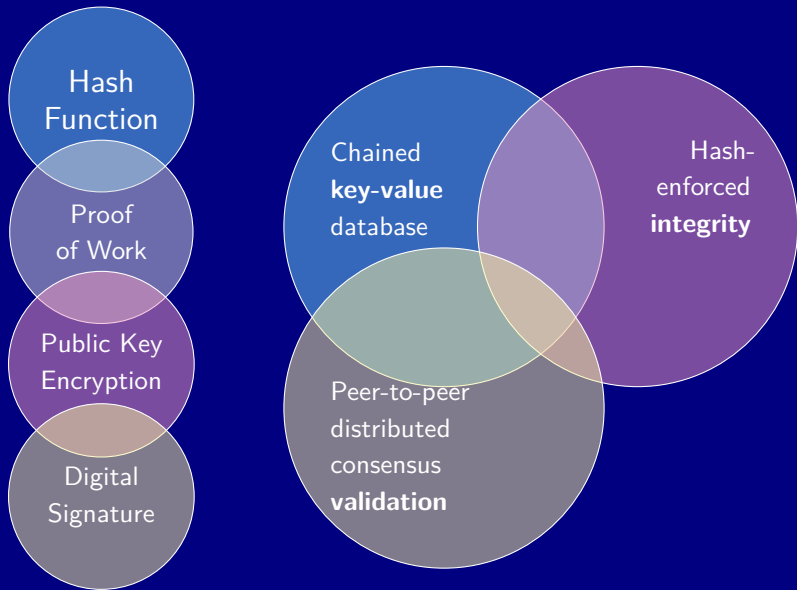 Hash
Function
Proof
of Work
Public Key
Encryption
Digital
Signature
Chained
key-value
database
Hash-
enforced
integrity
Peer-to-peer
distributed
consensus
validation